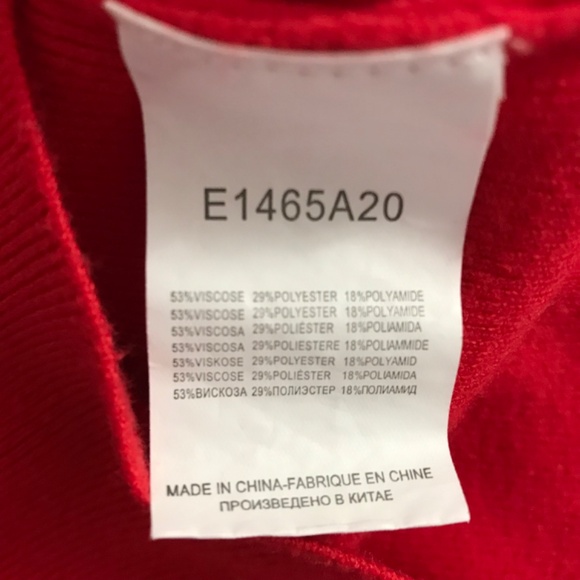 E1465A20
53%VISCOSE 29%POLYESTER 18%POLYAMIDE
53%VISCOSE 29%POLYESTER 18%POLYAMIDE
53%VISCOSA 29%POLIÉSTER 18%POLIAMIDA
53%VISCOSA 29%POLIESTERE 18%POLIAMMIDE
53%VISKOSE 29%POLYESTER 18%POLYAMID
53%VISCOSE 29%POLIÉSTER 18%POLIAMIDA
53%ВИСКОЗА 29%ПОЛИЭСТЕР 18%ПОЛИАМИД
MADE IN CHINA-FABRIQUE EN CHINE
ПРОИЗВЕДЕНО В КИТАЕ